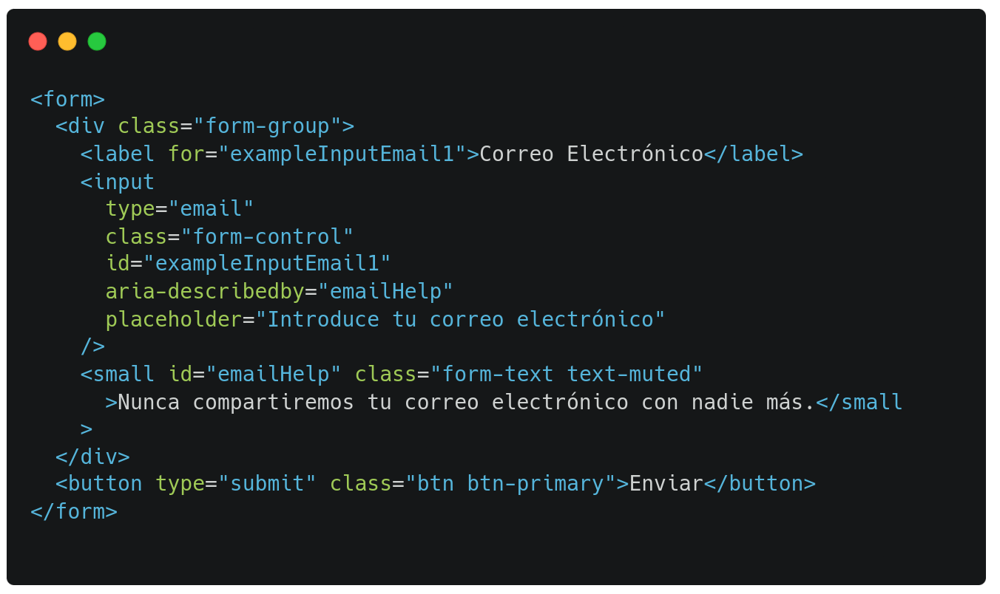 <form>
  <div class="form-group">
    <label for="exampleInputEmail1">Correo Electrónico</label>
    <input
      type="email"
      class="form-control"
      id="exampleInputEmail1"
      aria-describedby="emailHelp"
      placeholder="Introduce tu correo electrónico"
    />
    <small id="emailHelp" class="form-text text-muted"
      >Nunca compartiremos tu correo electrónico con nadie más.</small
    >
  </div>
  <button type="submit" class="btn btn-primary">Enviar</button>
</form>